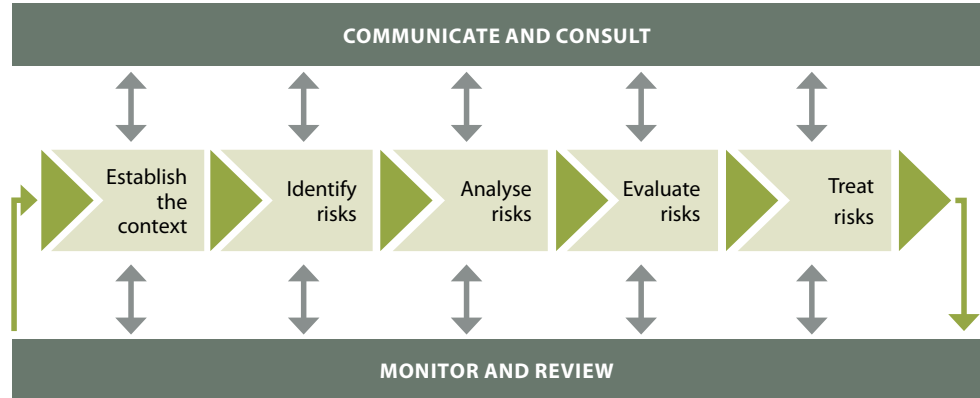 COMMUNICATE AND CONSULT
Establish
the
context
Identify
risks
Analyse
risks
Evaluate
risks
Treat
risks
MONITOR AND REVIEW